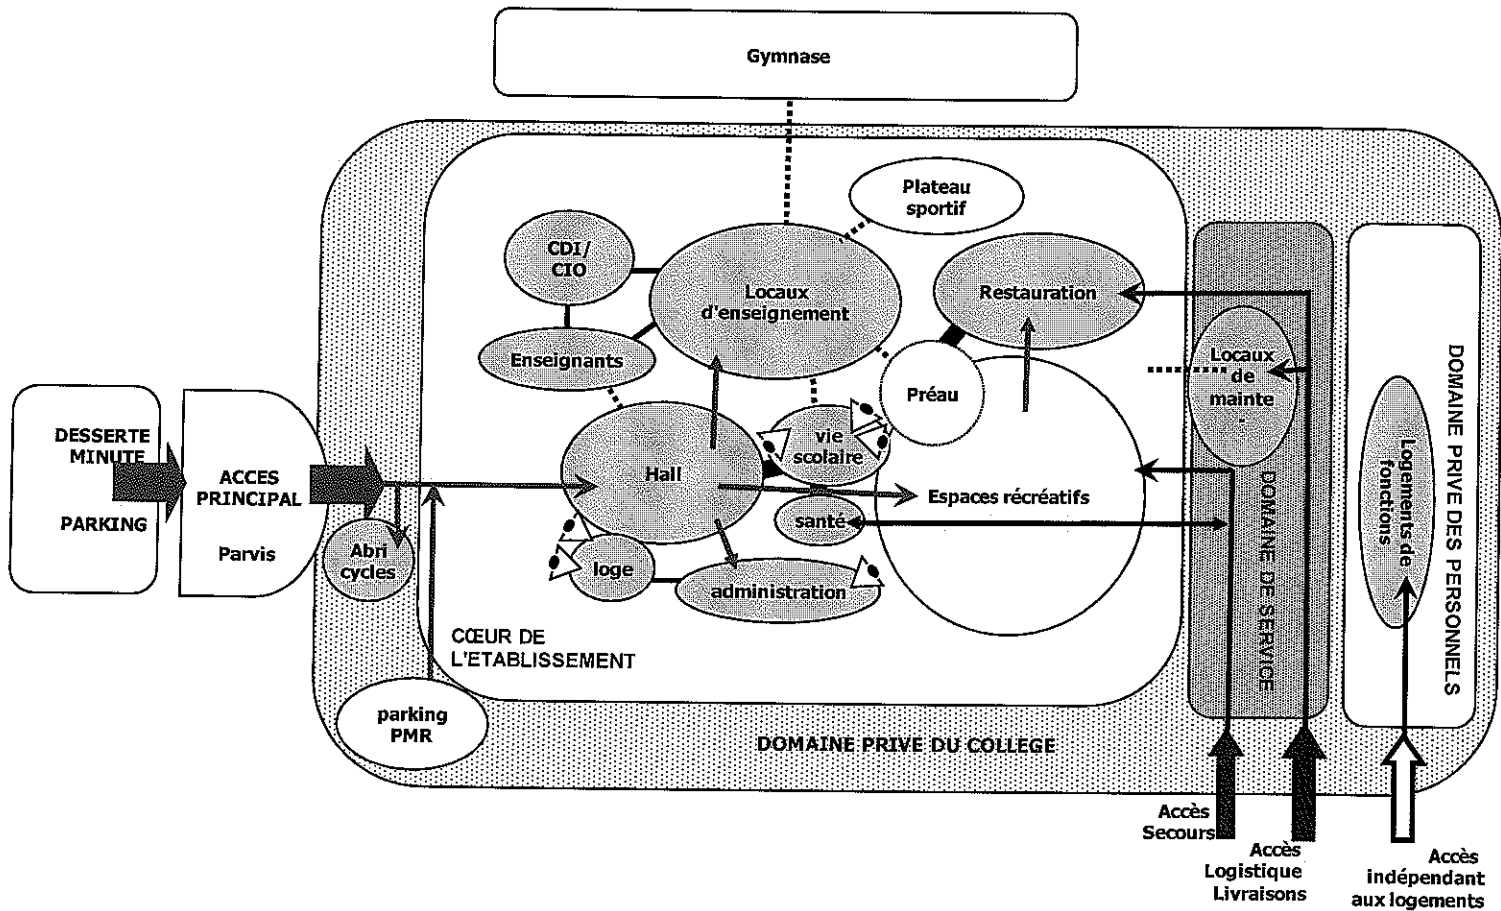 Gymnase
Plateau
sportif
CDI/
CIO
Locaux
d'enseignement
Restauration
Enseignants
Locaux
de
mainte
-
Préau
DESSERTE
MINUTE
PARKING
ACCES
PRINCIPAL
Parvis
Hall
vie
scolaire
Espaces récréatifs
santé
Abri
cycles
loge
administration
CŒUR DE
L'ETABLISSEMENT
parking
PMR
DOMAINE PRIVE DU COLLEGE
DOMAINE DE SERVICE
Logements de
fonctions
DOMAINE PRIVE DES PERSONNELS
Accès
Secours
Accès
Logistique
Livraisons
Accès
indépendant
aux logements